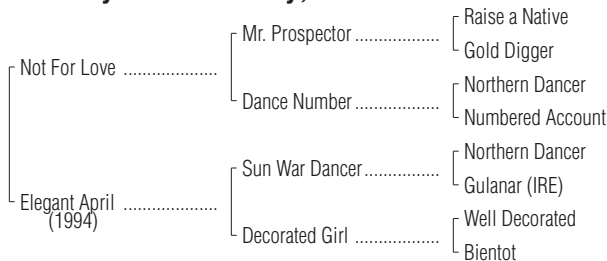 Raise a Native
Mr. Prospector ..................
Gold Digger
Not For Love ....................
Northern Dancer
Dance Number ..................
Numbered Account
Northern Dancer
Sun War Dancer................
Gulanar (IRE)
Elegant April ....................
(1994)
Well Decorated
Decorated Girl ..................
Bientot